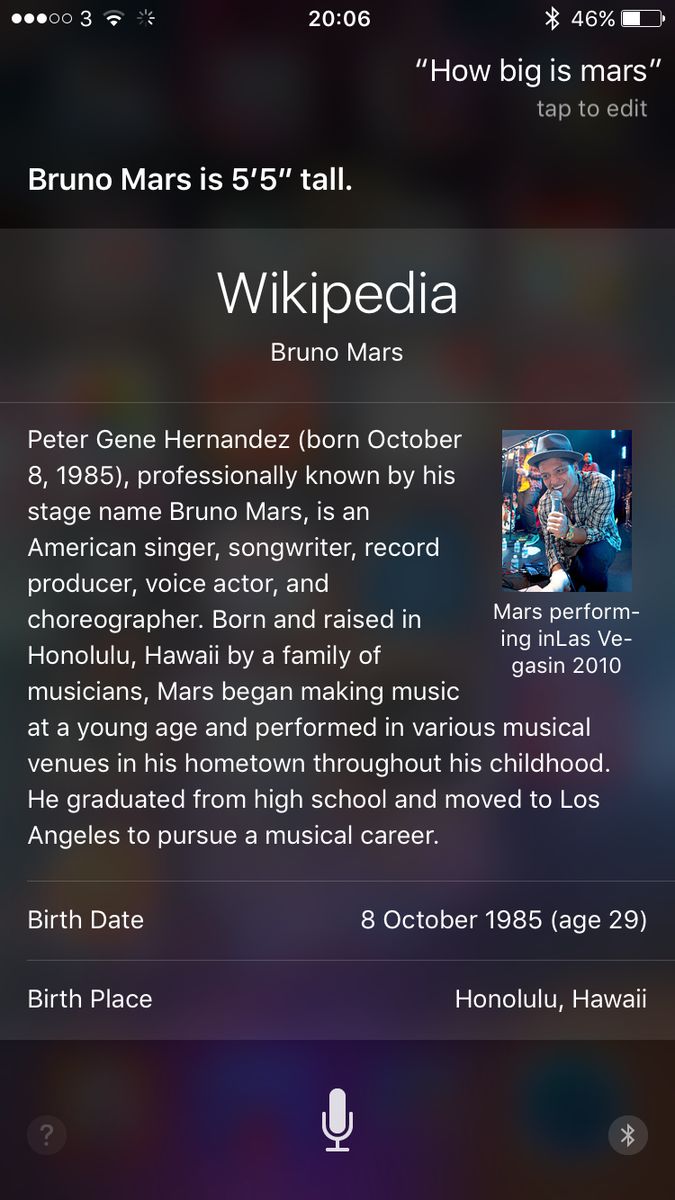 3 20:06 46%
“How big is mars”
tap to edit
Bruno Mars is 5′5″ tall.
Wikipedia
Bruno Mars
Peter Gene Hernandez (born October
8, 1985), professionally known by his
stage name Bruno Mars, is an
American singer, songwriter, record
producer, voice actor, and
choreographer. Born and raised in
Honolulu, Hawaii by a family of
musicians, Mars began making music
at a young age and performed in various musical
venues in his hometown throughout his childhood.
He graduated from high school and moved to Los
Angeles to pursue a musical career.
Mars perform-
ing inLas Ve-
gasin 2010
Birth Date 8 October 1985 (age 29)
Birth Place Honolulu, Hawaii
?